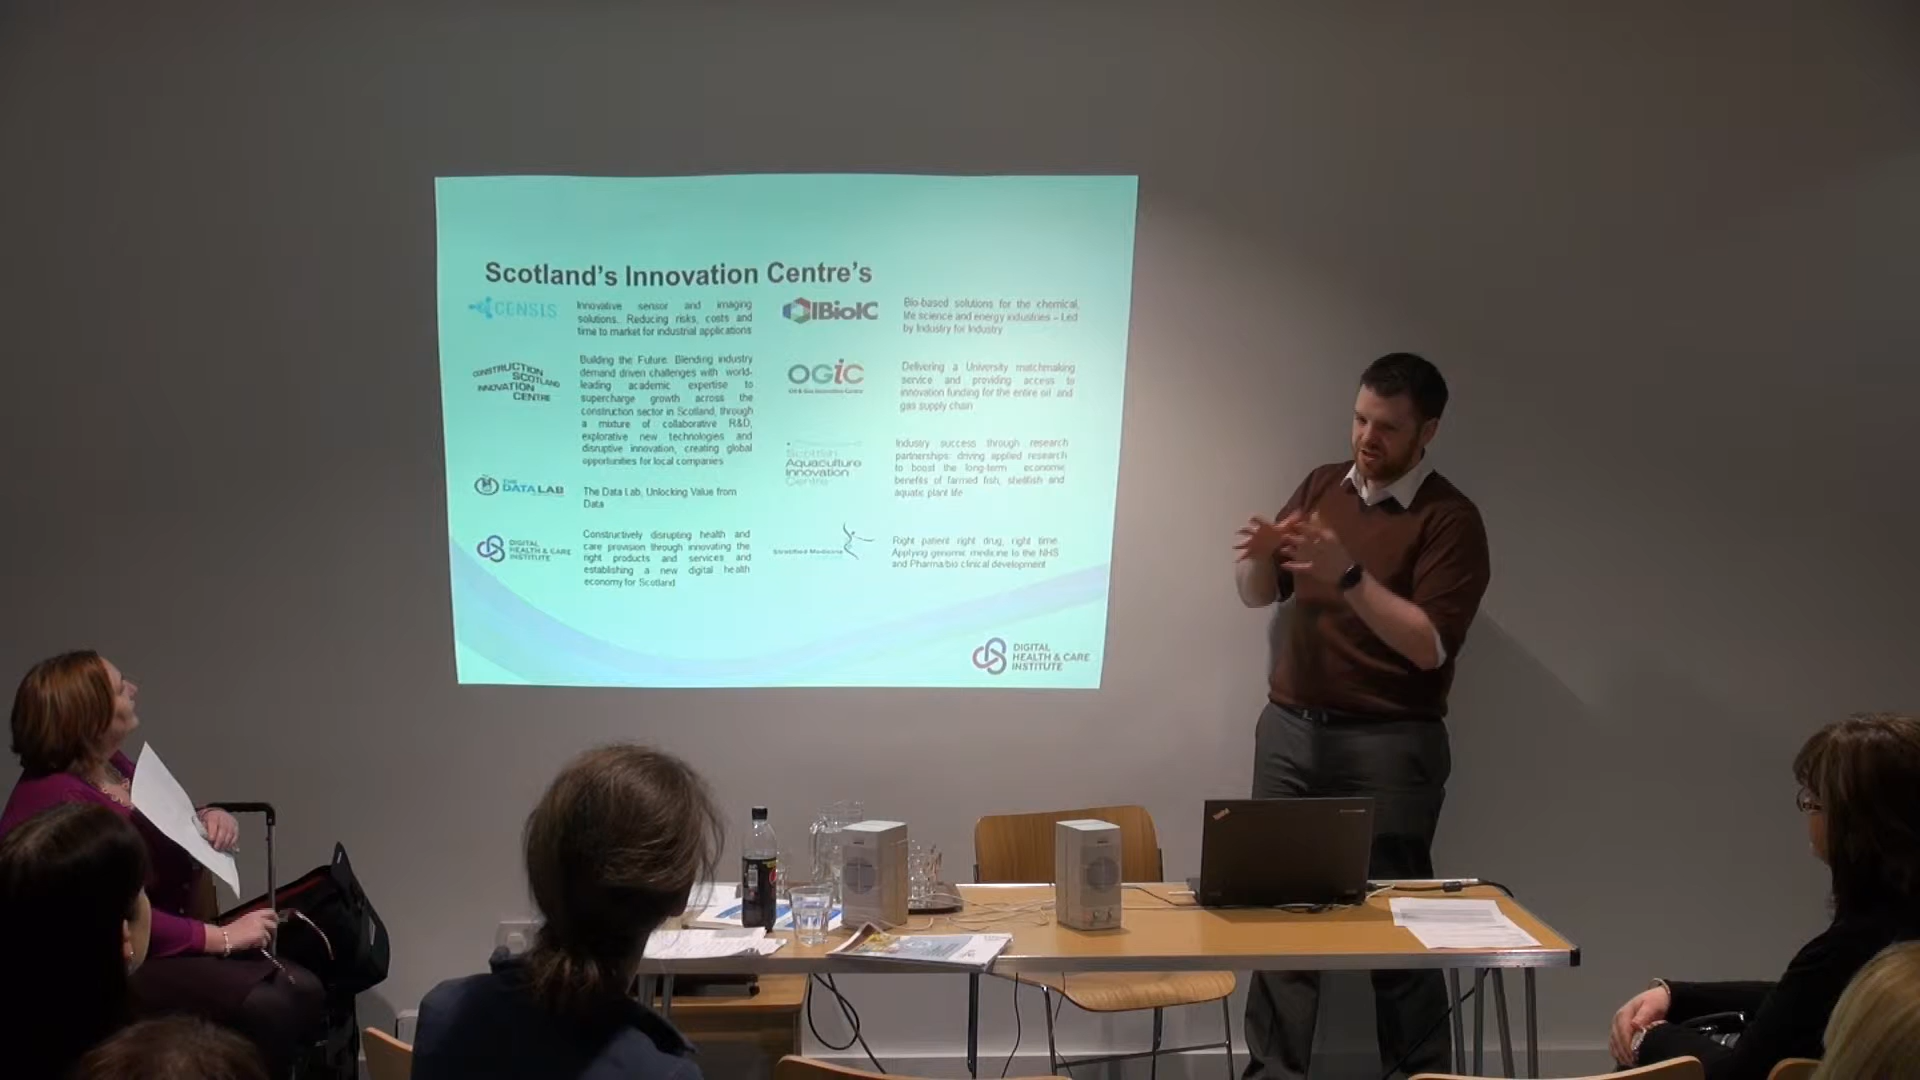 Scotland's Innovation Centre's
CENSIS
Innovative sensor and imaging
solutions. Reducing risks, costs and
time to market for industrial applications
CONSTRUCTION
SCOTLAND
INNOVATION
CENTRE
Building the Future. Blending industry
demand driven challenges with world-
leading academic expertise to
supercharge growth across the
construction sector in Scotland, through
a mixture of collaborative R&D,
explorative new technologies and
disruptive innovation, creating global
opportunities for local companies
THE
DATALAB
The Data Lab, Unlocking Value from
Data
DIGITAL
HEALTH & CARE
INSTITUTE
Constructively disrupting health and
care provision through innovating the
right products and services and
establishing a new digital health
economy for Scotland
IBioIC
Bio-based solutions for the chemical,
life science and energy industries – Led
by Industry for Industry
OGiC
Oil & Gas Innovation Centre
Delivering a University matchmaking
service and providing access to
innovation funding for the entire oil and
gas supply chain
Scottish
Aquaculture
Innovation
Centre
Industry success through research
partnerships: driving applied research
to boost the long-term economic
benefits of farmed fish, shellfish and
aquatic plant life
Stratified Medicine
Right patient right drug, right time.
Applying genomic medicine to the NHS
and Pharma/bio clinical development
DIGITAL
HEALTH & CARE
INSTITUTE